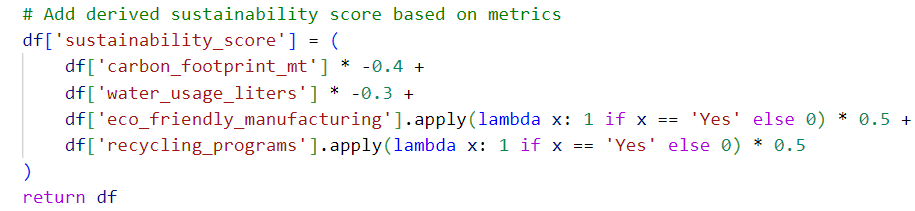 # Add derived sustainability score based on metrics
df['sustainability_score'] = (
    df['carbon_footprint_mt'] * -0.4 +
    df['water_usage_liters'] * -0.3 +
    df['eco_friendly_manufacturing'].apply(lambda x: 1 if x == 'Yes' else 0) * 0.5 +
    df['recycling_programs'].apply(lambda x: 1 if x == 'Yes' else 0) * 0.5
)
return df